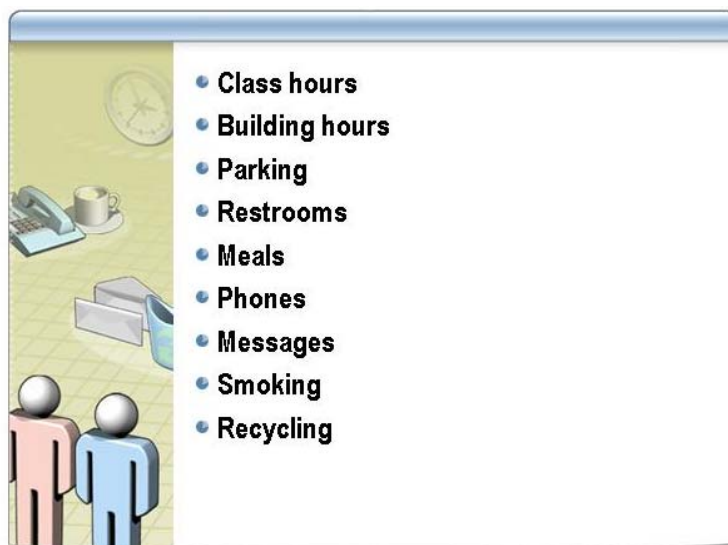 Class hours
Building hours
Parking
Restrooms
Meals
Phones
Messages
Smoking
Recycling